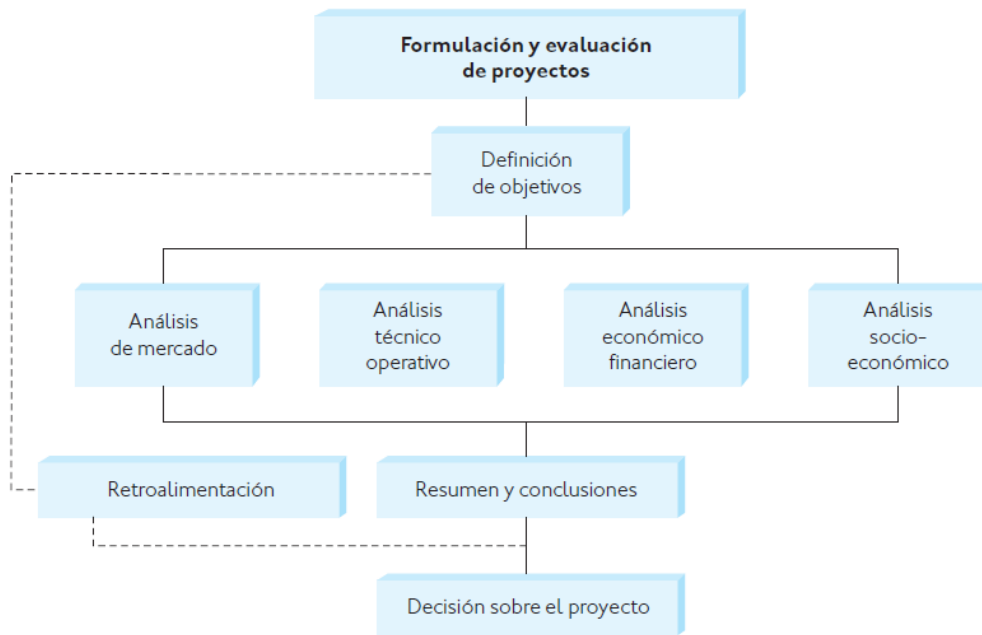 Formulación y evaluación
de proyectos
Definición
de objetivos
Análisis
de mercado
Análisis
técnico
operativo
Análisis
económico
financiero
Análisis
socio-
económico
Retroalimentación
Resumen y conclusiones
Decisión sobre el proyecto